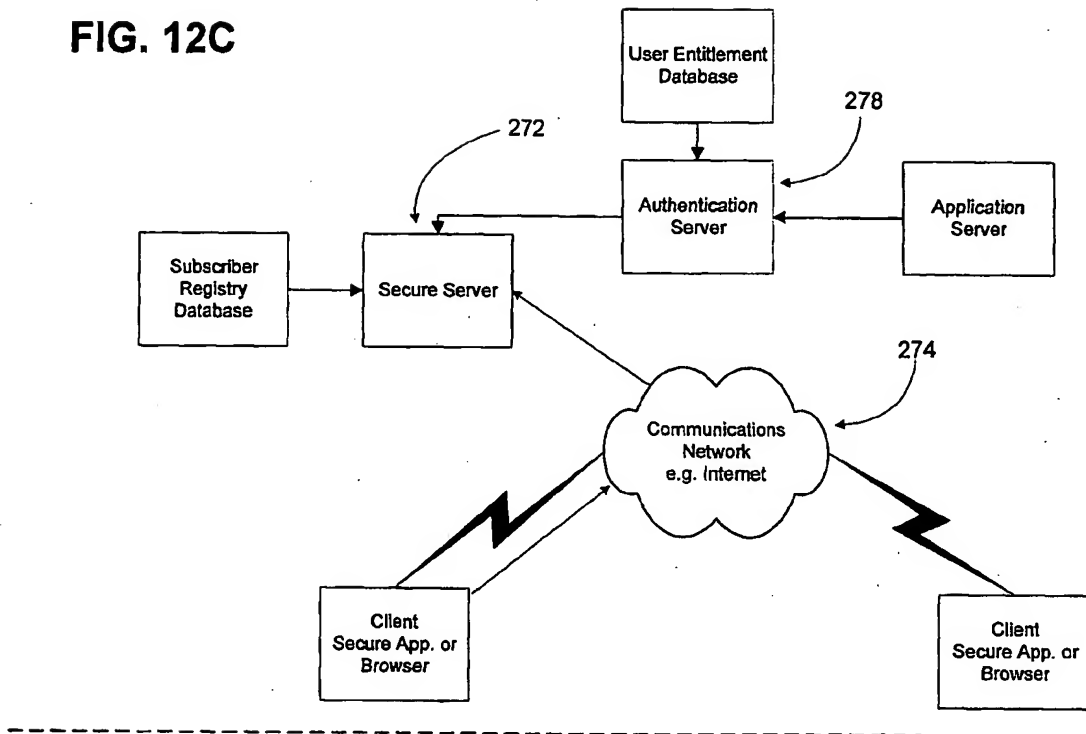 FIG. 12C
User Entitlement
Database
278
272
Authentication
Server
Application
Server
Subscriber
Registry
Database
Secure Server
274
Communications
Network
e.g. Internet
Client
Secure App. or
Browser
Client
Secure App. or
Browser